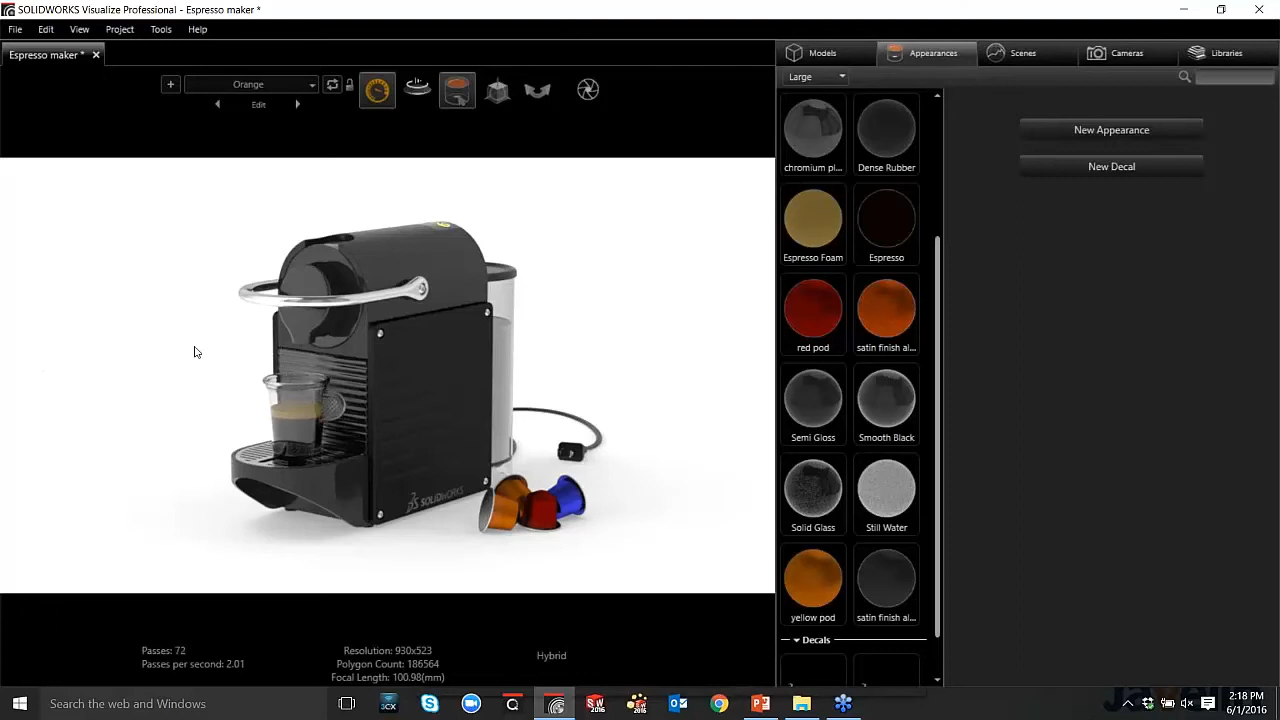 SOLIDWORKS Visualize Professional - Espresso maker *
File Edit View Project Tools Help
Espresso maker *
Models Appearances Scenes Cameras Libraries
Orange
Large
Edit
New Appearance
New Decal
chromium pl... Dense Rubber
Espresso Foam Espresso
red pod satin finish al...
Semi Gloss Smooth Black
Solid Glass Still Water
yellow pod satin finish al...
Decals
SOLIDWORKS
Passes: 72
Passes per second: 2.01
Resolution: 930x523
Polygon Count: 186564
Focal Length: 100.98(mm)
Hybrid
Search the web and Windows
3CX
2016
2016
2:18 PM
6/1/2016